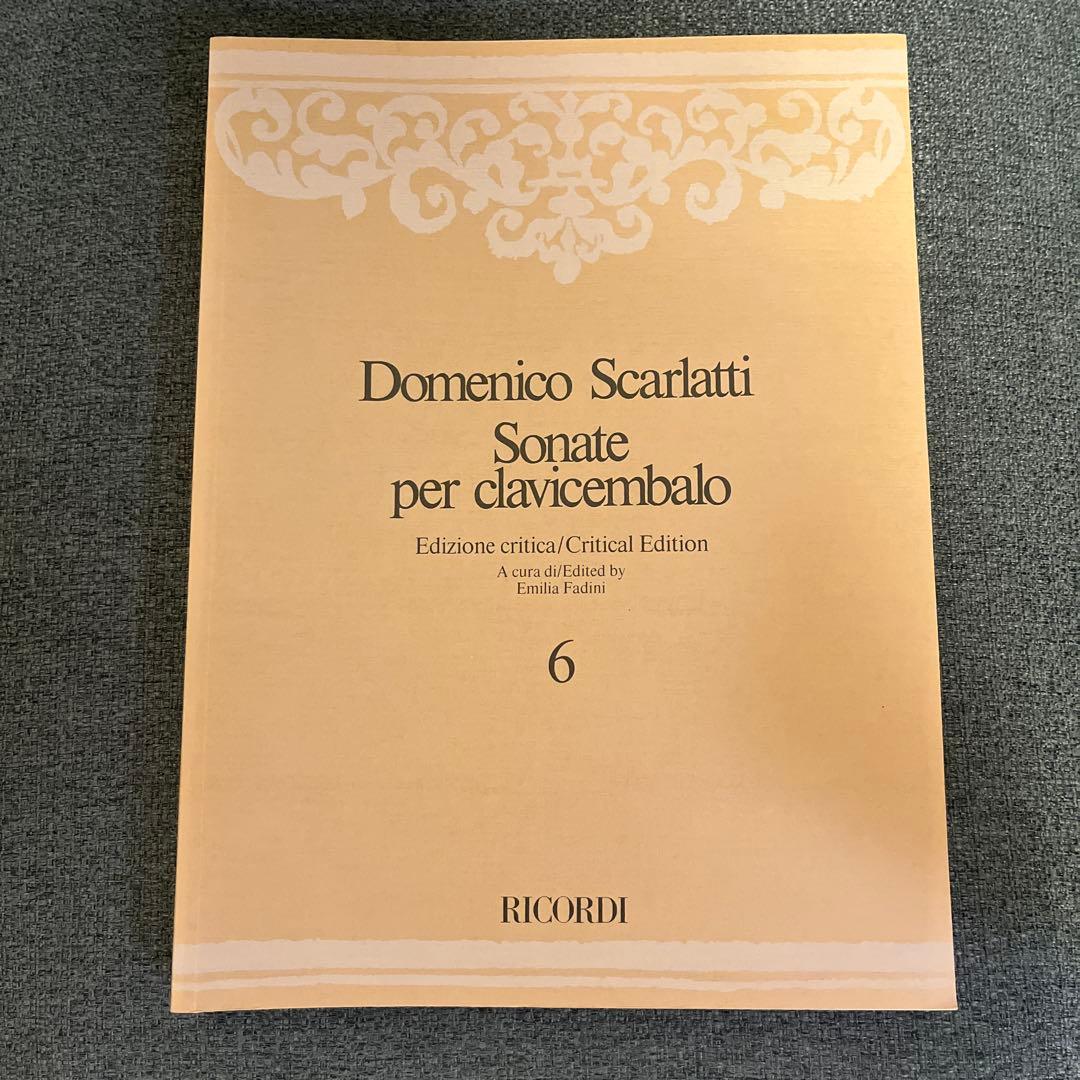 Domenico Scarlatti
Sonate
per clavicembalo
Edizione critica/Critical Edition
A cura di/Edited by
Emilia Fadini
6
RICORDI